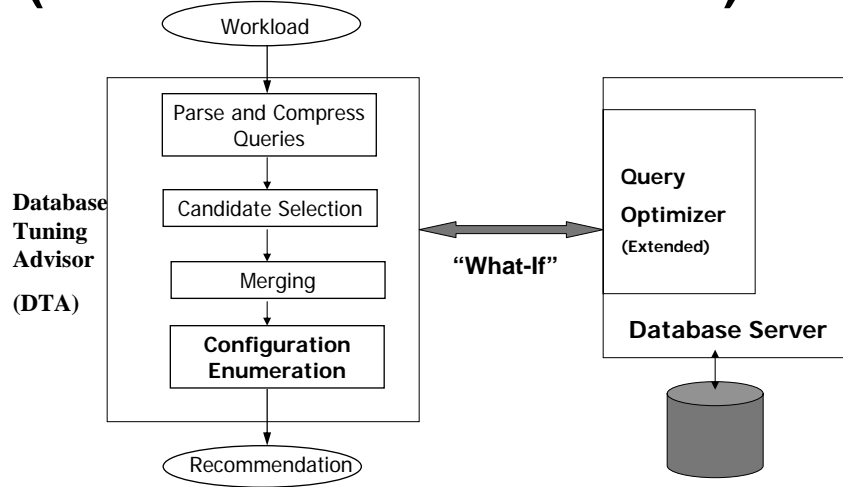 Workload
Parse and Compress
Queries
Candidate Selection
Merging
Configuration
Enumeration
Recommendation
Database
Tuning
Advisor
(DTA)
“What-If”
Query
Optimizer
(Extended)
Database Server